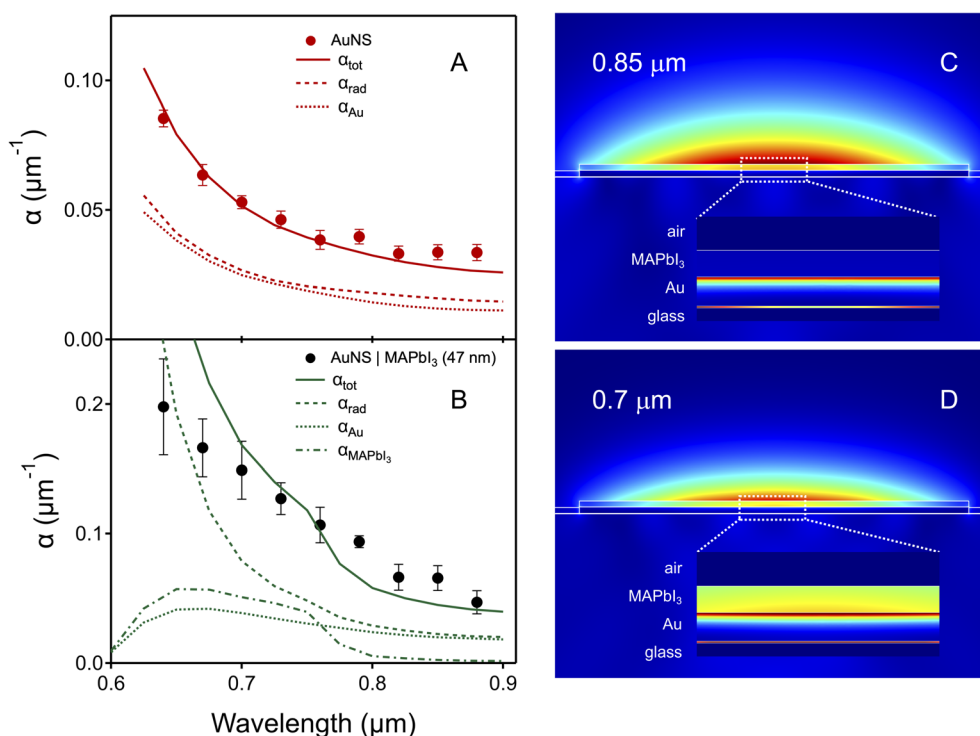 A
AuNS
α_tot
α_rad
α_Au
α (μm⁻¹)
0.10
0.05
0.00
B
AuNS | MAPbI₃ (47 nm)
α_tot
α_rad
α_Au
α_MAPbI₃
α (μm⁻¹)
0.2
0.1
0.0
0.6 0.7 0.8 0.9
Wavelength (μm)
0.85 μm C
air
MAPbI₃
Au
glass
0.7 μm D
air
MAPbI₃
Au
glass